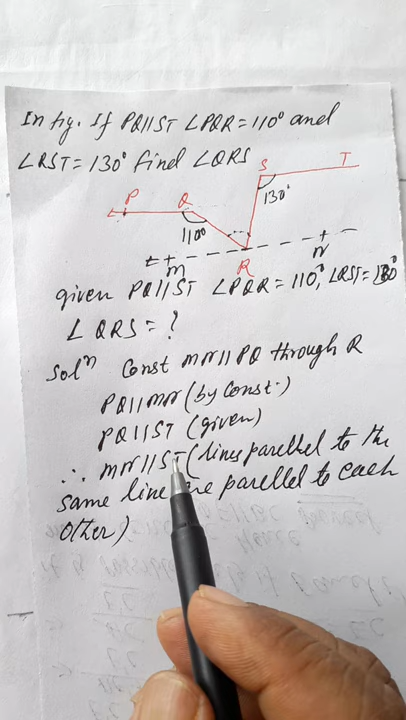 In fig. If PQ||ST ∠PQR=110° and
∠RST=130° find ∠QRS
S T
P Q
130°
110°
m R N
given PQ||ST ∠PQR=110°, ∠RST=130°
∠QRS=?
Solⁿ Const MN||PQ through R
PQ||MN (by Const.)
PQ||ST (given)
∴ MN||ST (lines parellel to the
same line are parellel to each
other)